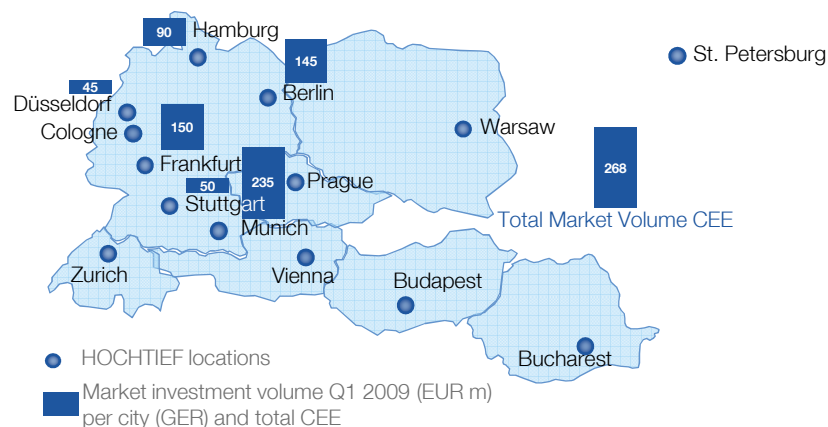 90
Hamburg
145
St. Petersburg
45
Berlin
Düsseldorf
Cologne
150
Warsaw
Frankfurt
268
50
235
Prague
Stuttgart
Total Market Volume CEE
Munich
Zurich
Vienna
Budapest
Bucharest
HOCHTIEF locations
Market investment volume Q1 2009 (EUR m)
per city (GER) and total CEE